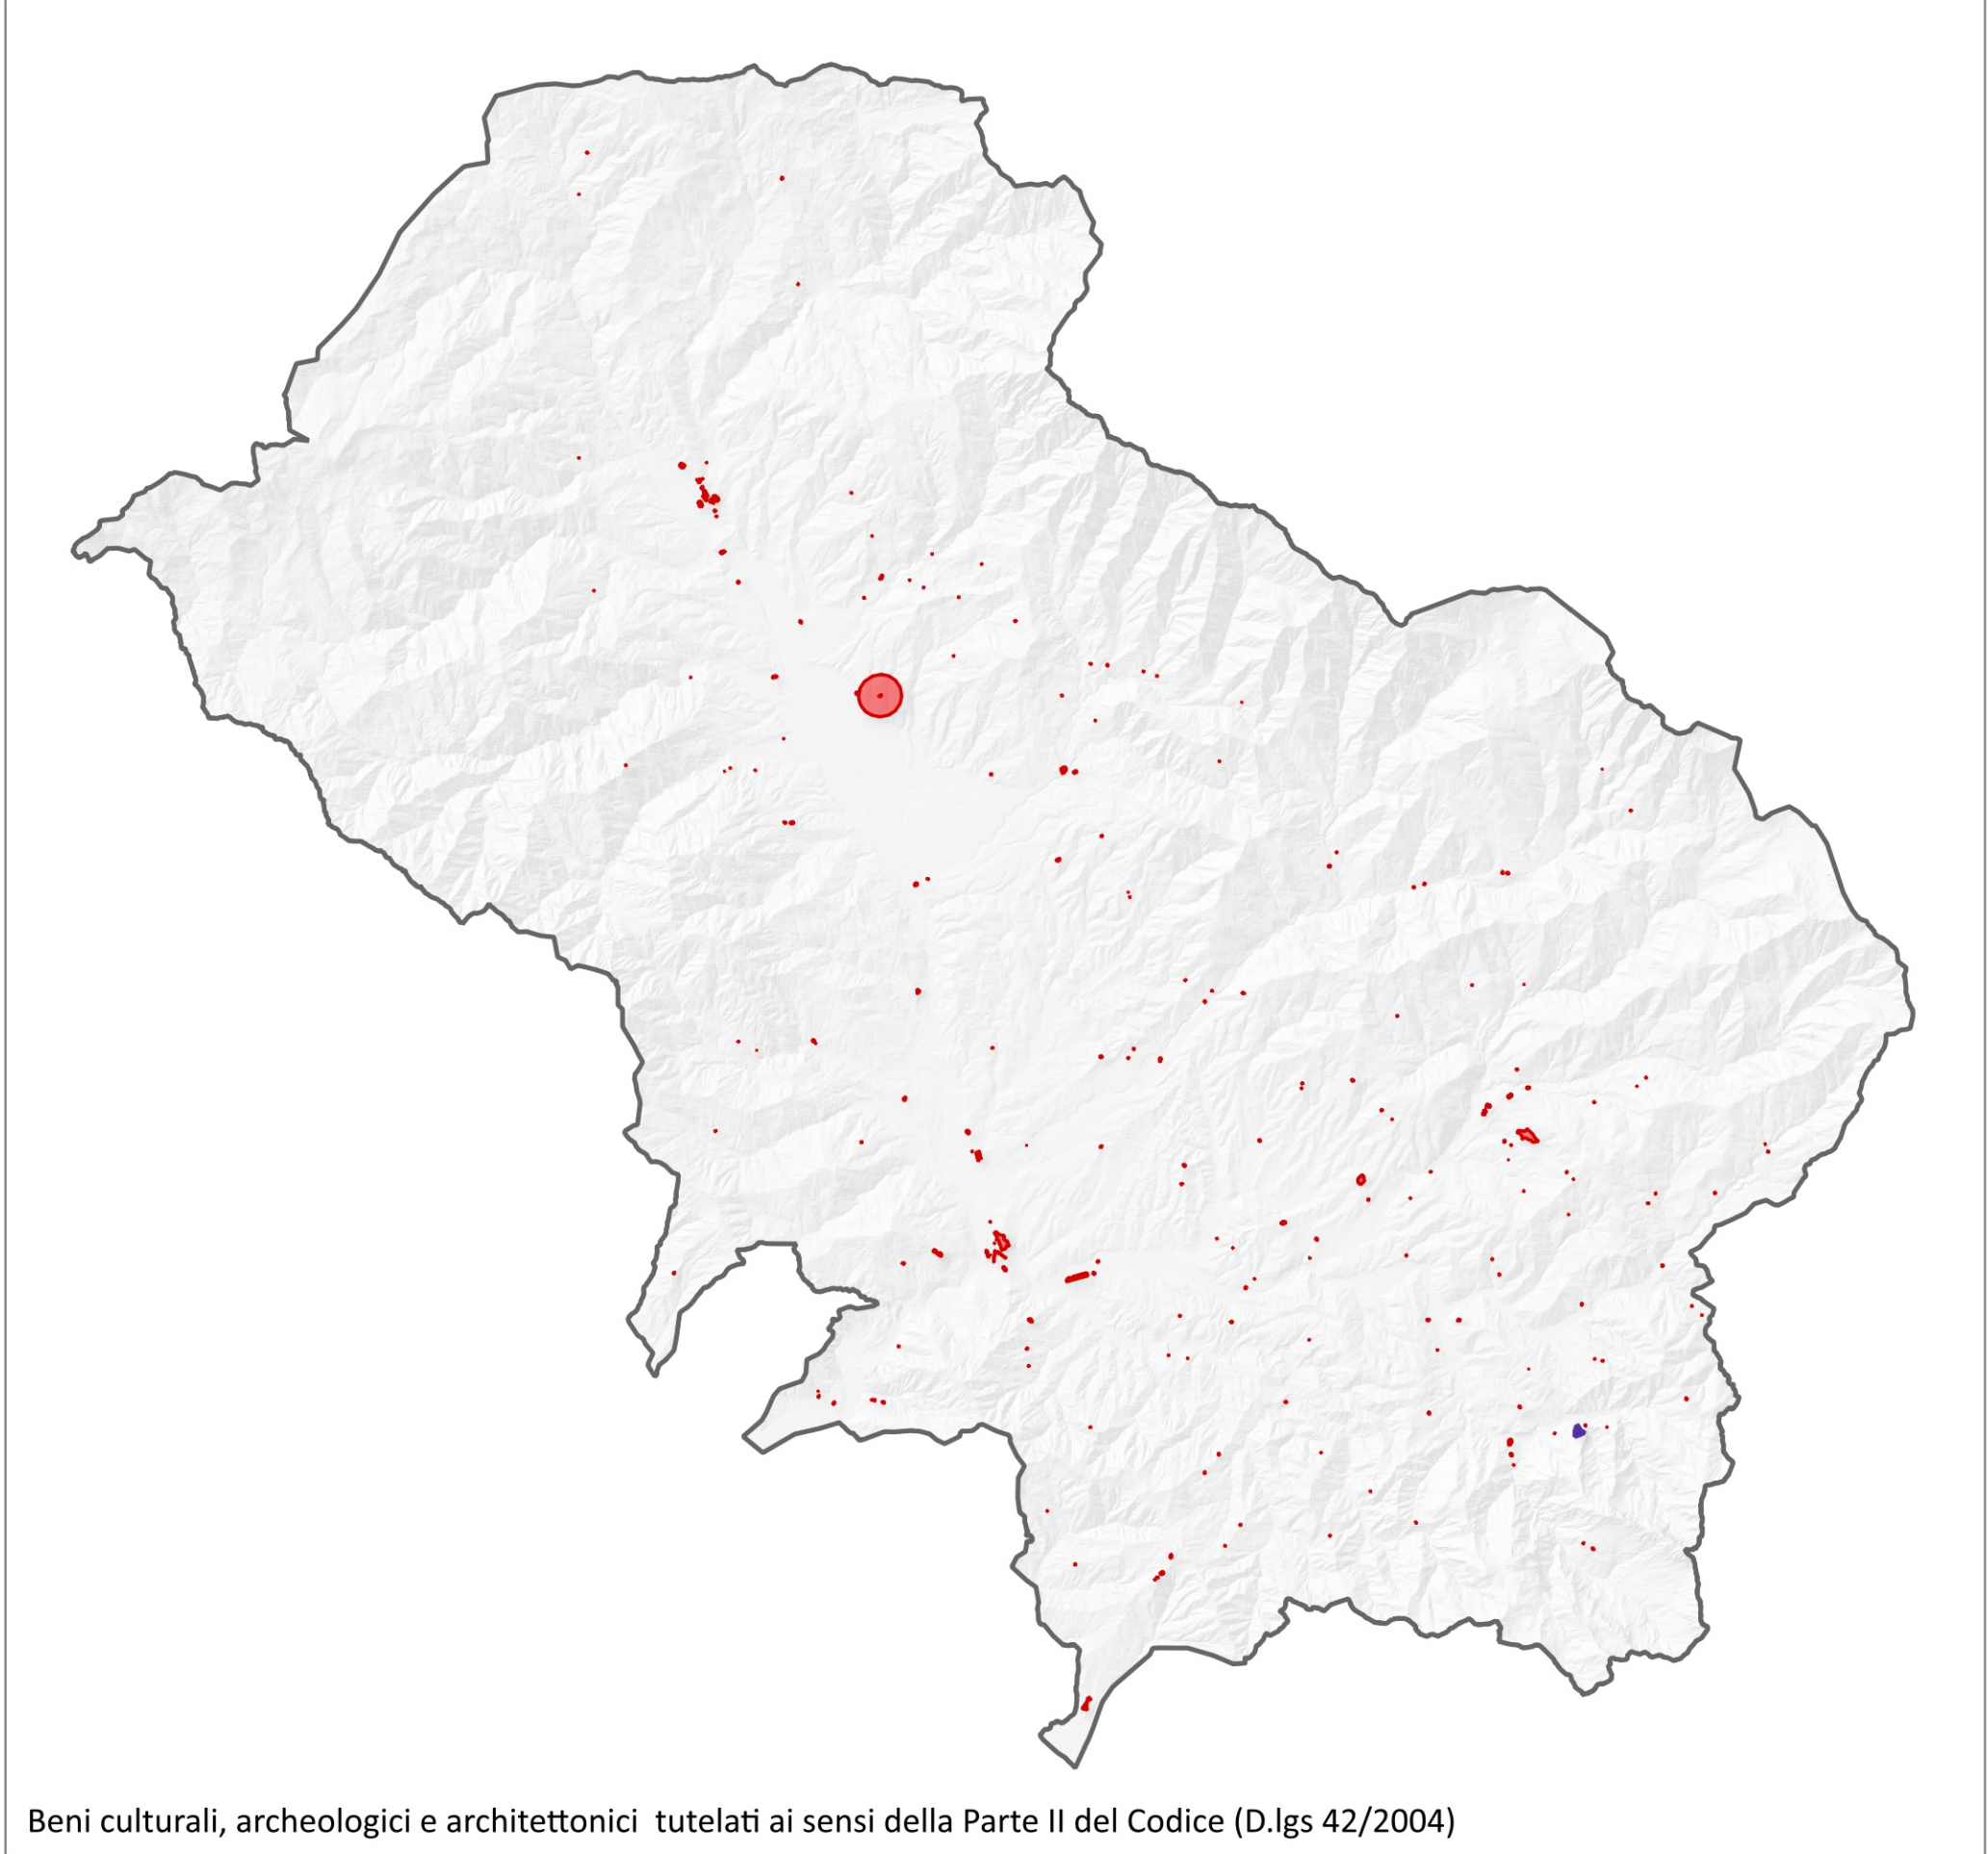 Beni culturali, archeologici e architettonici  tutelati ai sensi della Parte II del Codice (D.lgs 42/2004)